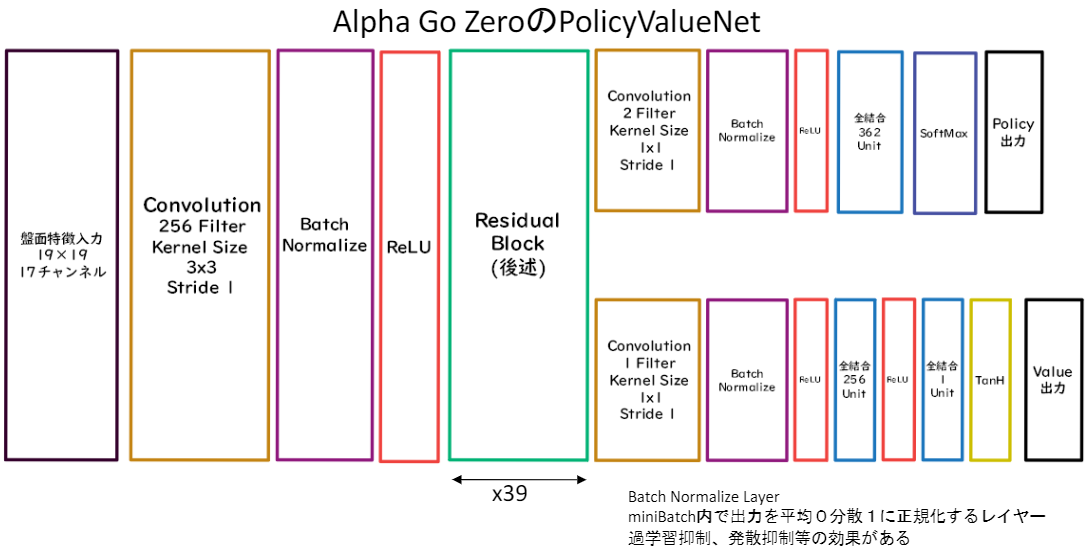 Alpha Go ZeroのPolicyValueNet
盤面特徴入力
19×19
17チャンネル
Convolution
256 Filter
Kernel Size
3x3
Stride 1
Batch
Normalize
ReLU
Residual
Block
(後述)
x39
Convolution
2 Filter
Kernel Size
1x1
Stride 1
Batch
Normalize
ReLU
全結合
362
Unit
SoftMax
Policy
出力
Convolution
1 Filter
Kernel Size
1x1
Stride 1
Batch
Normalize
ReLU
全結合
256
Unit
ReLU
全結合
1
Unit
TanH
Value
出力
Batch Normalize Layer
miniBatch内で出力を平均０分散１に正規化するレイヤー
過学習抑制、発散抑制等の効果がある